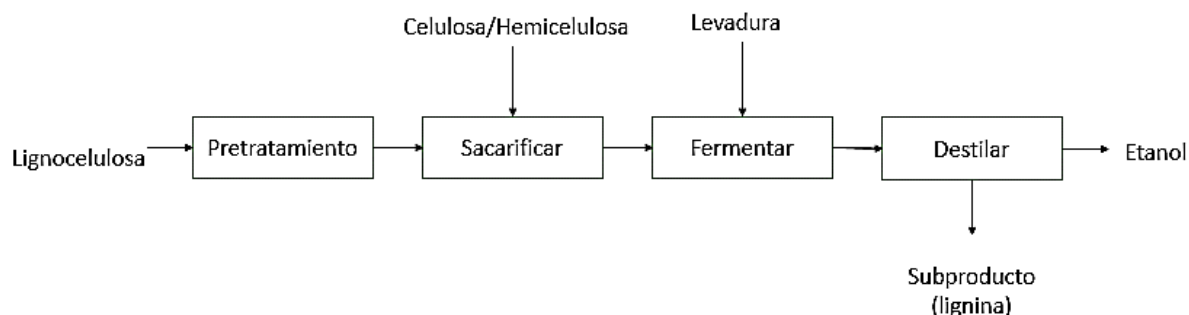 Celulosa/Hemicelulosa
Levadura
Lignocelulosa
Pretratamiento
Sacarificar
Fermentar
Destilar
Etanol
Subproducto
(lignina)